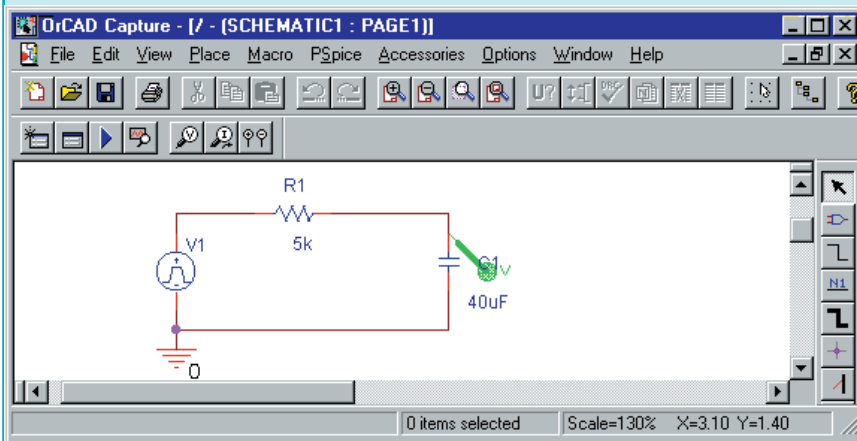 OrCAD Capture - [/ - (SCHEMATIC1 : PAGE1)]
File Edit View Place Macro PSpice Accessories Options Window Help
U?
DRC
V I
R1
5k
V1
C1
V
40uF
0
N1
0 items selected Scale=130% X=3.10 Y=1.40